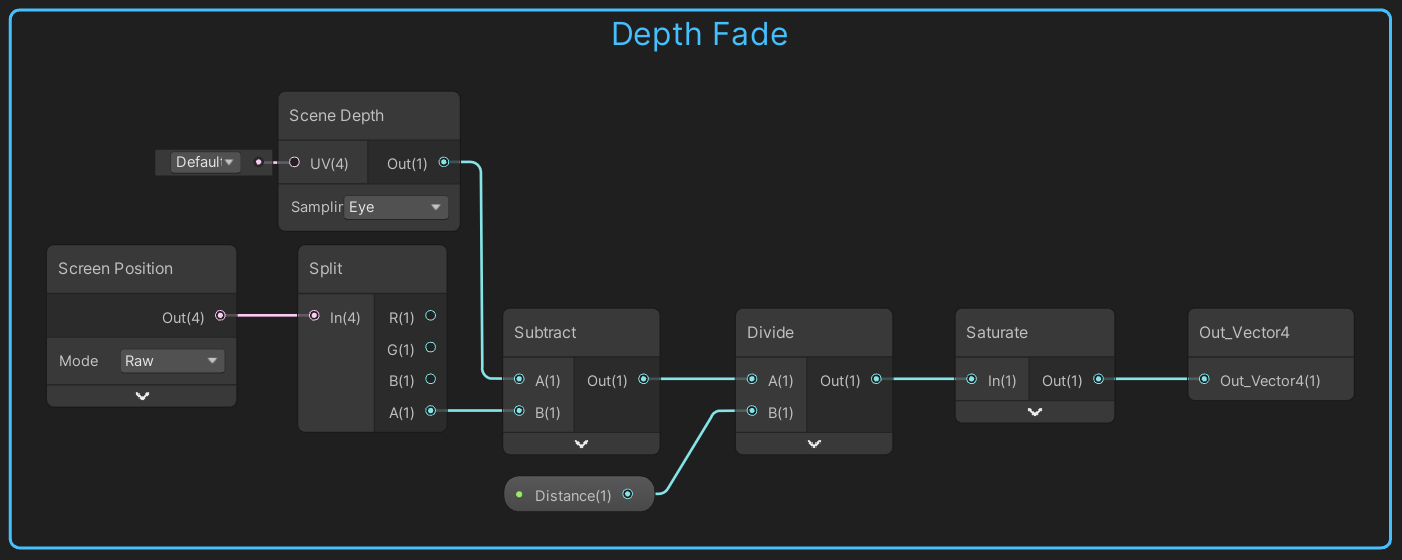 Depth Fade
Scene Depth
Default
UV(4)
Out(1)
Samplin
Eye
Screen Position
Out(4)
Mode
Raw
Split
In(4)
R(1)
G(1)
B(1)
A(1)
Subtract
A(1)
Out(1)
B(1)
Distance(1)
Divide
A(1)
Out(1)
B(1)
Saturate
In(1)
Out(1)
Out_Vector4
Out_Vector4(1)